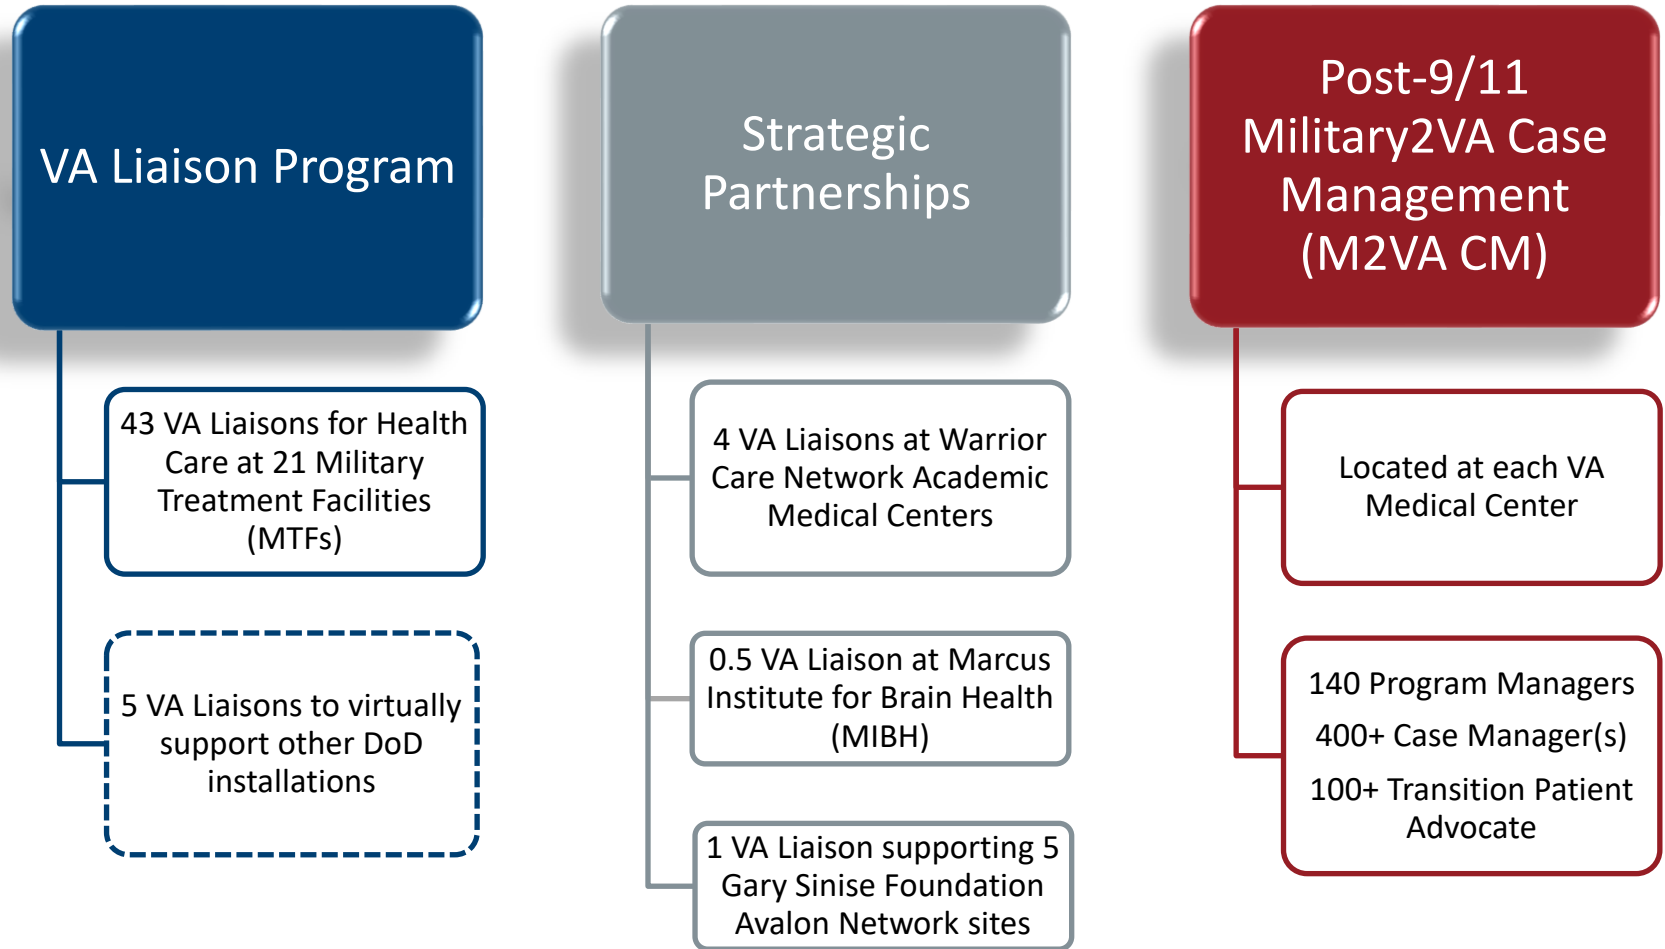 VA Liaison Program
43 VA Liaisons for Health
Care at 21 Military
Treatment Facilities
(MTFs)
5 VA Liaisons to virtually
support other DoD
installations
Strategic
Partnerships
4 VA Liaisons at Warrior
Care Network Academic
Medical Centers
0.5 VA Liaison at Marcus
Institute for Brain Health
(MIBH)
1 VA Liaison supporting 5
Gary Sinise Foundation
Avalon Network sites
Post-9/11
Military2VA Case
Management
(M2VA CM)
Located at each VA
Medical Center
140 Program Managers
400+ Case Manager(s)
100+ Transition Patient
Advocate